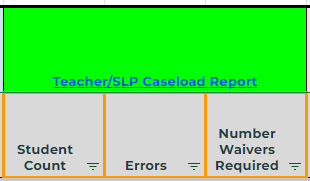 Teacher/SLP Caseload Report
Student
Count
Errors
Number
Waivers
Required